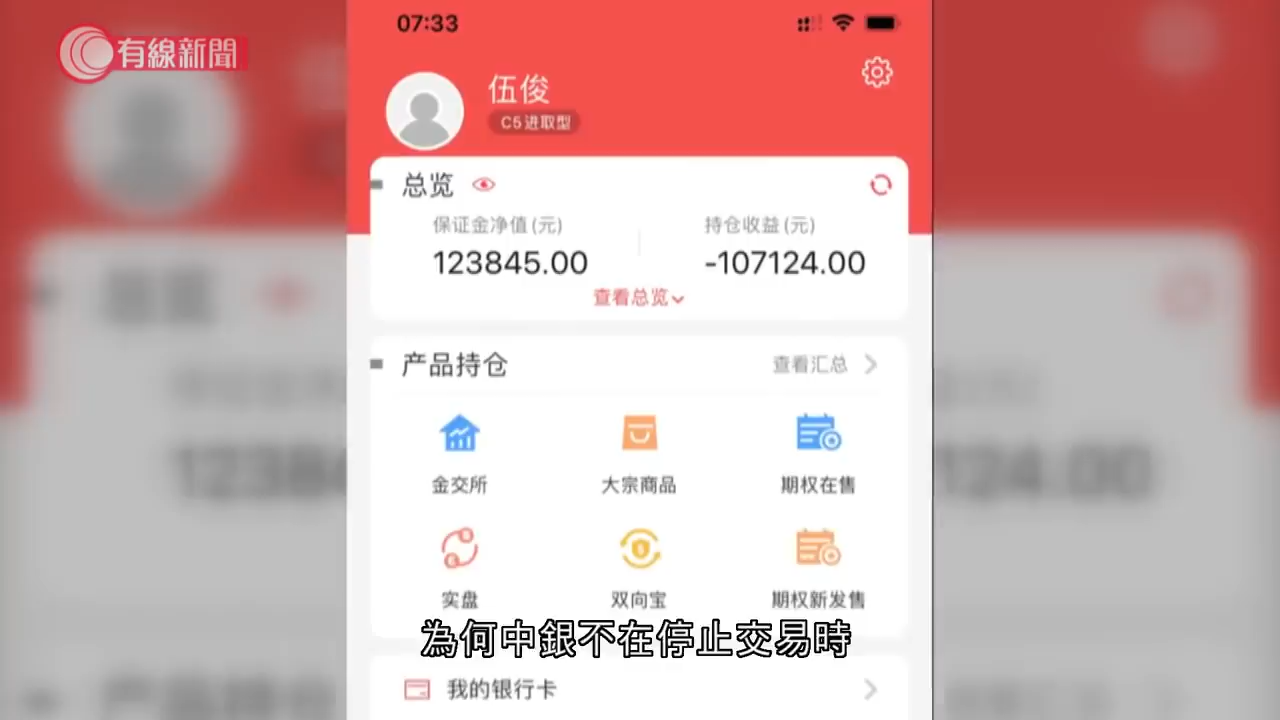 07:33
有線新聞
伍俊
C5进取型
总览
保证金净值(元)
持仓收益(元)
123845.00
-107124.00
查看总览
产品持仓
查看汇总
金交所
大宗商品
期权在售
实盘
双向宝
期权新发售
為何中銀不在停止交易時
我的银行卡